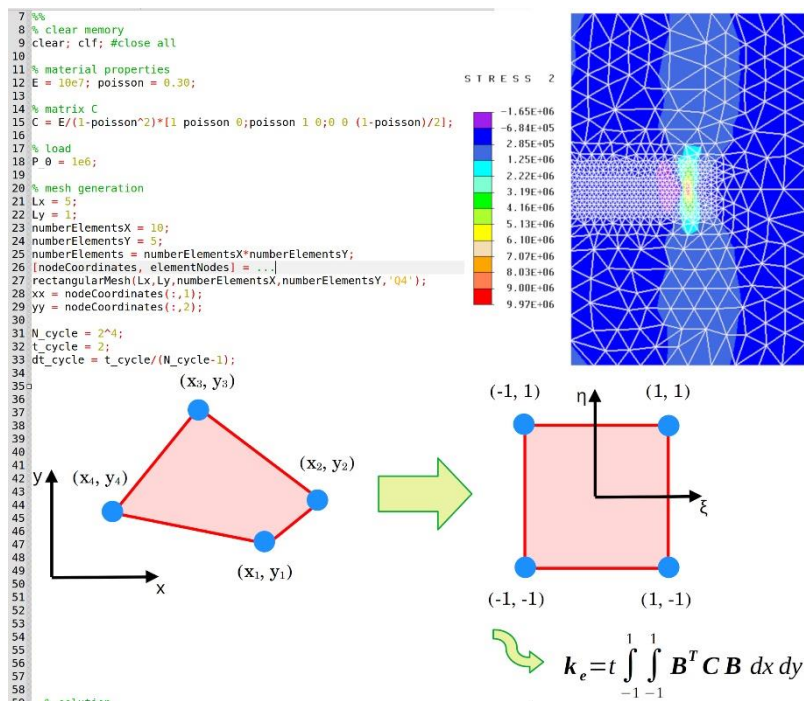 7 %%
8 % clear memory
9 clear; clf; #close all
10
11 % material properties
12 E = 10e7; poisson = 0.30;
13
14 % matrix C
15 C = E/(1-poisson^2)*[1 poisson 0;poisson 1 0;0 0 (1-poisson)/2];
16
17 % load
18 P_0 = 1e6;
19
20 % mesh generation
21 Lx = 5;
22 Ly = 1;
23 numberElementsX = 10;
24 numberElementsY = 5;
25 numberElements = numberElementsX*numberElementsY;
26 [nodeCoordinates, elementNodes] = ...
27 rectangularMesh(Lx,Ly,numberElementsX,numberElementsY,'Q4');
28 xx = nodeCoordinates(:,1);
29 yy = nodeCoordinates(:,2);
30
31 N_cycle = 2^4;
32 t_cycle = 2;
33 dt_cycle = t_cycle/(N_cycle-1);
34
35
36
37
38
39
40
41
42
43
44
45
46
47
48
49
50
51
52
53
54
55
56
57
58
STRESS 2
-1.65E+06
-6.84E+05
2.85E+05
1.25E+06
2.22E+06
3.19E+06
4.16E+06
5.13E+06
6.10E+06
7.07E+06
8.03E+06
9.00E+06
9.97E+06
(x₃, y₃)
(x₂, y₂)
(x₄, y₄)
(x₁, y₁)
y
x
(-1, 1)
η
(1, 1)
ξ
(-1, -1)
(1, -1)
k_e = t ∫₋₁¹ ∫₋₁¹ Bᵀ C B dx dy